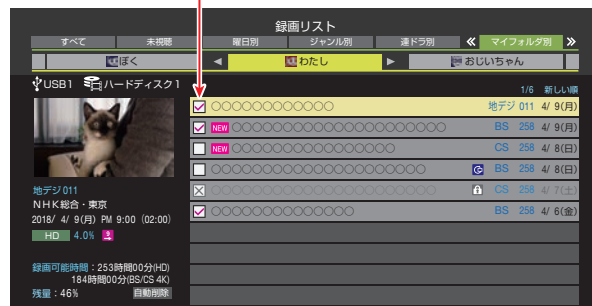 録画リスト
すべて 未視聴 曜日別 ジャンル別 連ドラ別 ≪ マイフォルダ別 ≫
ぼく ◀ わたし ▶ おじいちゃん
USB1 ハードディスク1
1/6 新しい順
○○○○○○○○○○○○ 地デジ 011 4/ 9(月)
NEW ○○○○○○○○○○○○○○○○○○○○○ BS 258 4/ 9(月)
NEW ○○○○○○○○○○○○○○○○ CS 258 4/ 8(日)
○○○○○○○○○○○○○○○○○○○○○ BS 258 4/ 8(日)
○○○○○○○○○○○○○○○○○○○○○○ CS 258 4/ 7(土)
○○○○○○○○○○○○○○ BS 258 4/ 6(金)
地デジ 011
NHK総合・東京
2018/ 4/ 9(月) PM 9:00 (02:00)
HD 4.0%
録画可能時間：253時間00分(HD)
184時間00分(BS/CS 4K)
残量：46% 自動削除